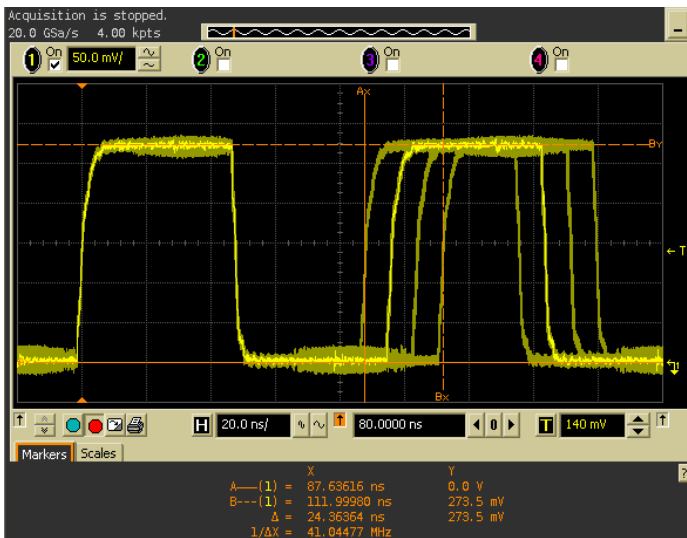 Acquisition is stopped.
20.0 GSa/s 4.00 kpts
1 On 50.0 mV/ 2 On 3 On 4 On
Ax
By
T
Bx
H 20.0 ns/ 80.0000 ns 0 T 140 mV
Markers Scales
?
X Y
A—(1) = 87.63616 ns 0.0 V
B---(1) = 111.99980 ns 273.5 mV
Δ = 24.36364 ns 273.5 mV
1/ΔX = 41.04477 MHz